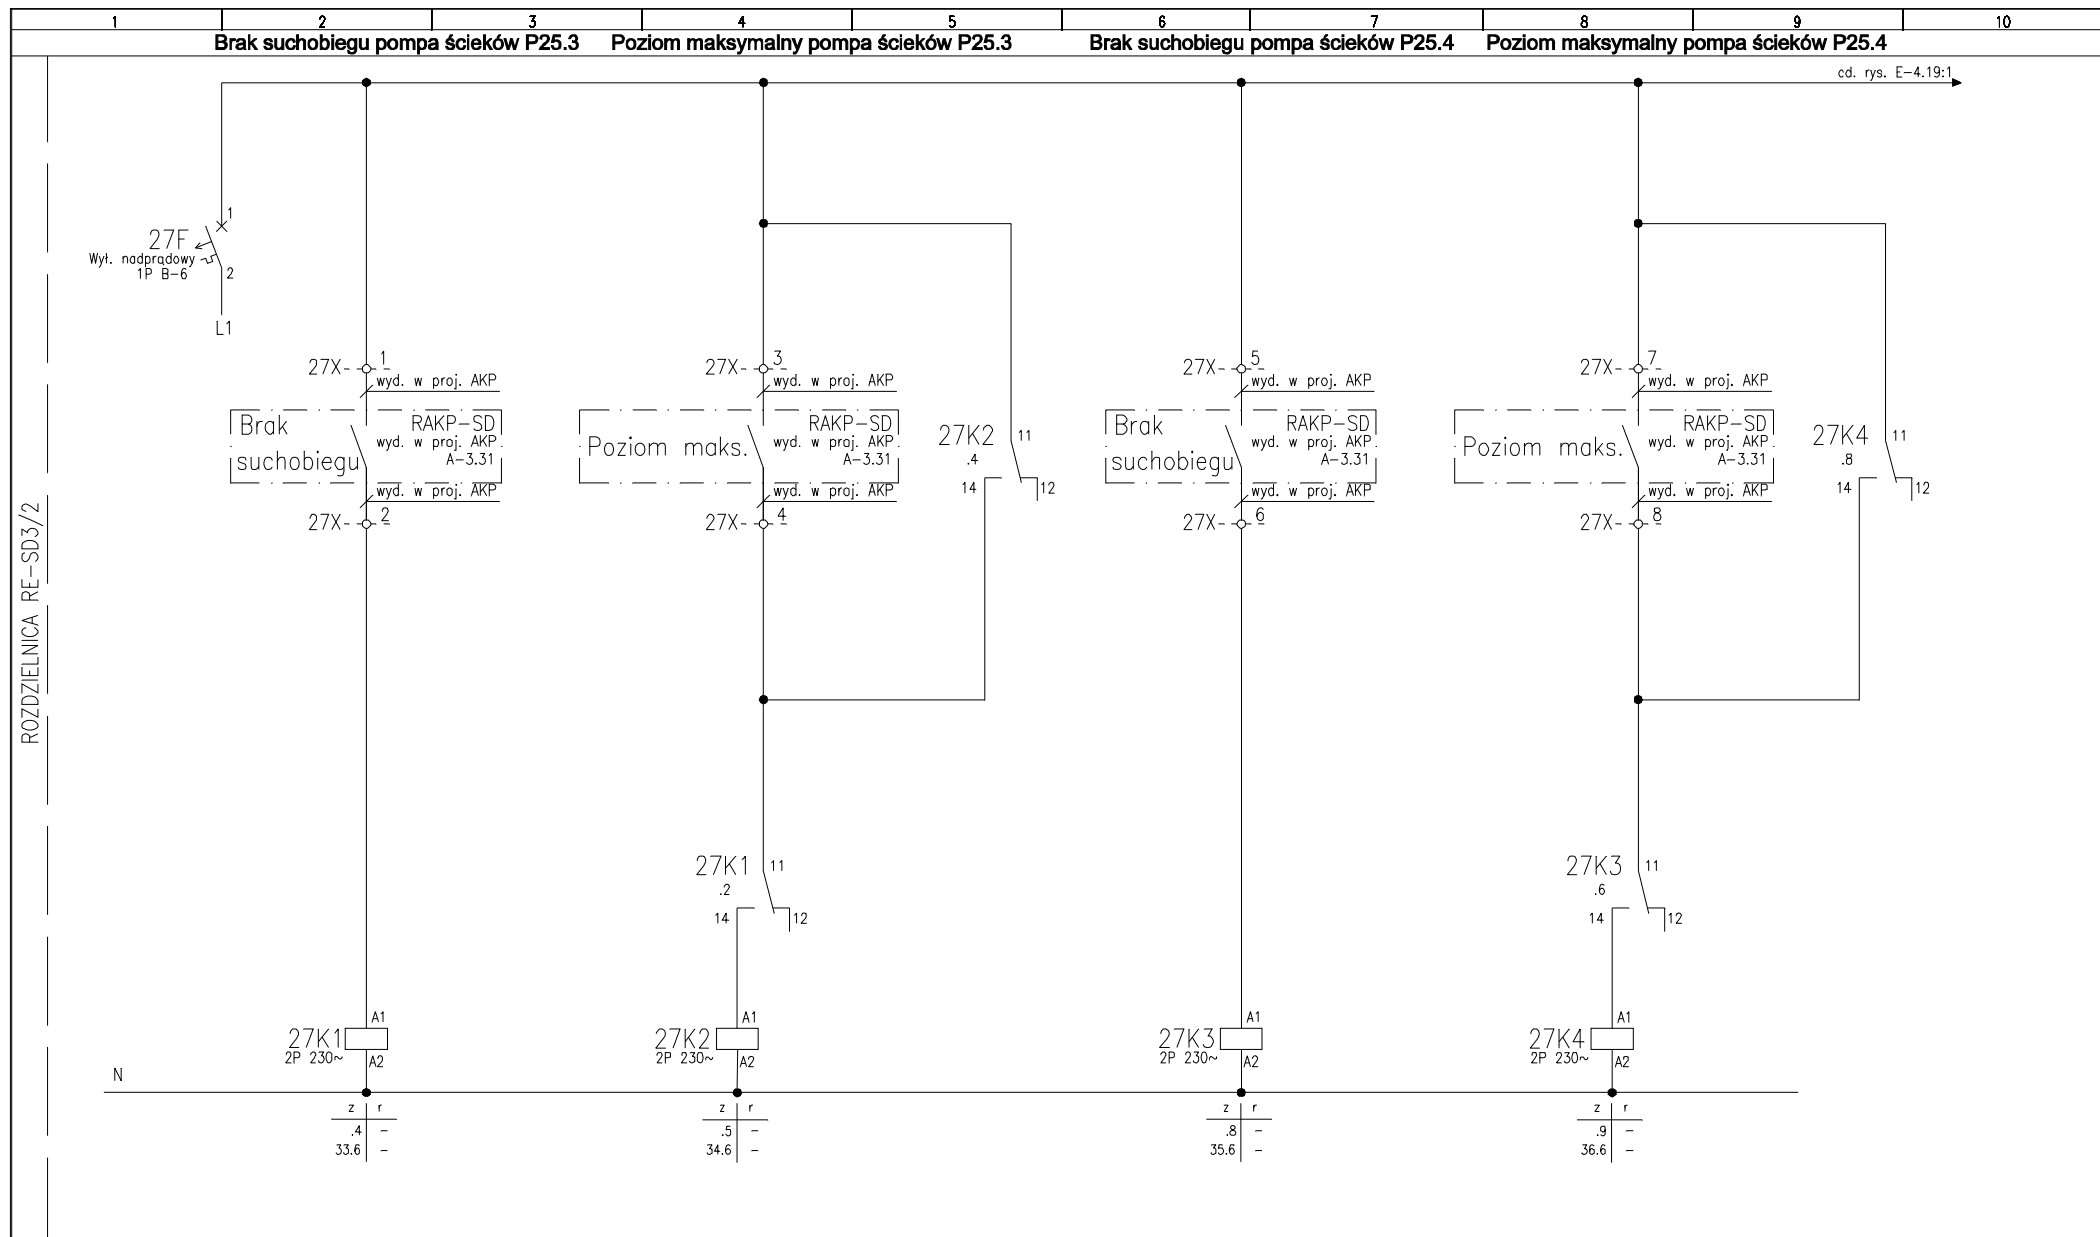 1 2 3 4 5 6 7 8 9 10
Brak suchobiegu pompa ścieków P25.3 Poziom maksymalny pompa ścieków P25.3 Brak suchobiegu pompa ścieków P25.4 Poziom maksymalny pompa ścieków P25.4
cd. rys. E-4.19:1
ROZDZIELNICA RE-SD3/2
1
27F
Wył. nadprądowy
1P B-6
2
L1
27X 1
wyd. w proj. AKP
Brak
suchobiegu
RAKP-SD
wyd. w proj. AKP
A-3.31
wyd. w proj. AKP
27X 2
27X 3
wyd. w proj. AKP
Poziom maks.
RAKP-SD
wyd. w proj. AKP
A-3.31
wyd. w proj. AKP
27X 4
27K2 11
.4
14 12
27X 5
wyd. w proj. AKP
Brak
suchobiegu
RAKP-SD
wyd. w proj. AKP
A-3.31
wyd. w proj. AKP
27X 6
27X 7
wyd. w proj. AKP
Poziom maks.
RAKP-SD
wyd. w proj. AKP
A-3.31
wyd. w proj. AKP
27X 8
27K4 11
.8
14 12
27K1 11
.2
14 12
27K3 11
.6
14 12
A1
27K1
2P 230~
A2
A1
27K2
2P 230~
A2
A1
27K3
2P 230~
A2
A1
27K4
2P 230~
A2
N
z r
.4 -
33.6 -
z r
.5 -
34.6 -
z r
.8 -
35.6 -
z r
.9 -
36.6 -